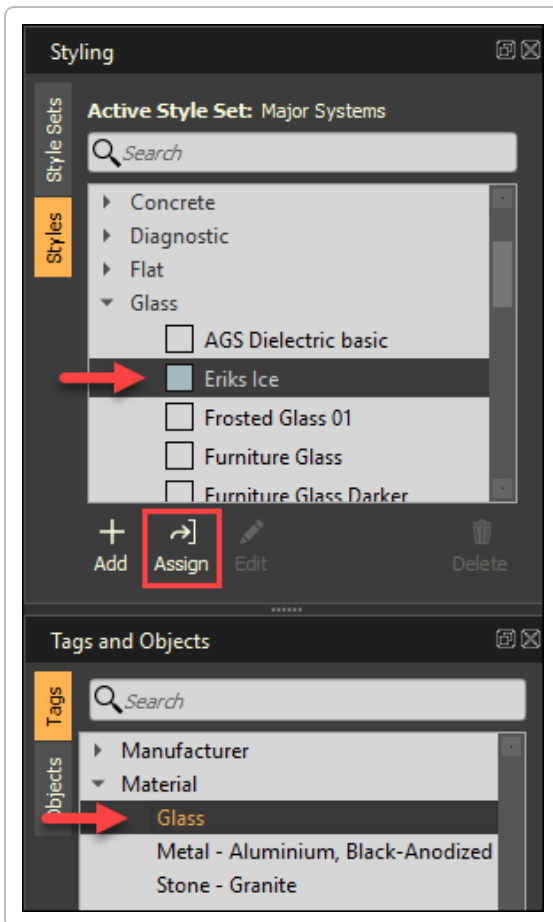 Styling
Style Sets
Styles
Active Style Set: Major Systems
Search
Concrete
Diagnostic
Flat
Glass
AGS Dielectric basic
Eriks Ice
Frosted Glass 01
Furniture Glass
Furniture Glass Darker
Add Assign Edit Delete
Tags and Objects
Tags
Objects
Search
Manufacturer
Material
Glass
Metal - Aluminium, Black-Anodized
Stone - Granite